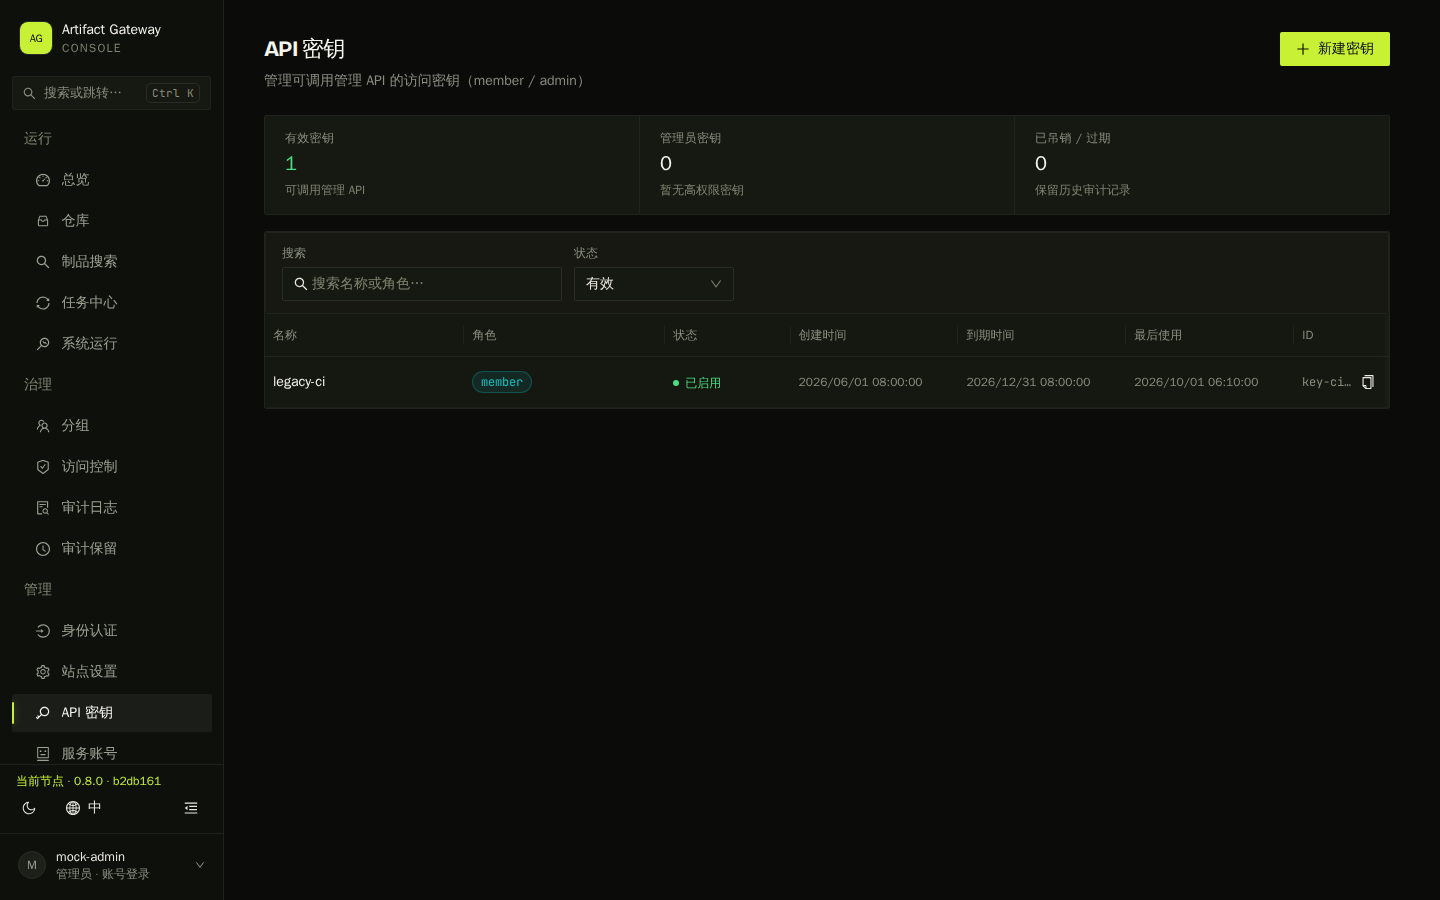 AG
Artifact Gateway
CONSOLE
搜索或跳转… Ctrl K
运行
总览
仓库
制品搜索
任务中心
系统运行
治理
分组
访问控制
审计日志
审计保留
管理
身份认证
站点设置
API 密钥
服务账号
当前节点 · 0.8.0 · b2db161
中
M
mock-admin
管理员 · 账号登录
API 密钥
管理可调用管理 API 的访问密钥（member / admin）
新建密钥
有效密钥
1
可调用管理 API
管理员密钥
0
暂无高权限密钥
已吊销 / 过期
0
保留历史审计记录
搜索 状态
搜索名称或角色… 有效
名称 角色 状态 创建时间 到期时间 最后使用 ID
legacy-ci member 已启用 2026/06/01 08:00:00 2026/12/31 08:00:00 2026/10/01 06:10:00 key-ci…